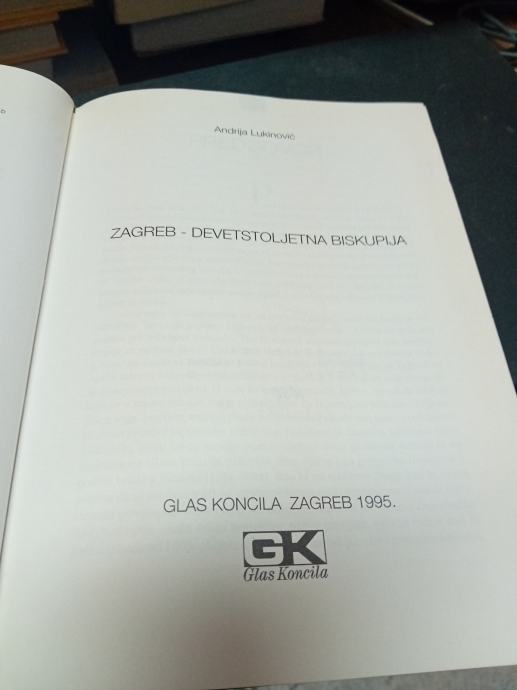 Andrija Lukinović
ZAGREB - DEVETSTOLJETNA BISKUPIJA
GLAS KONCILA ZAGREB 1995.
GK
Glas Koncila